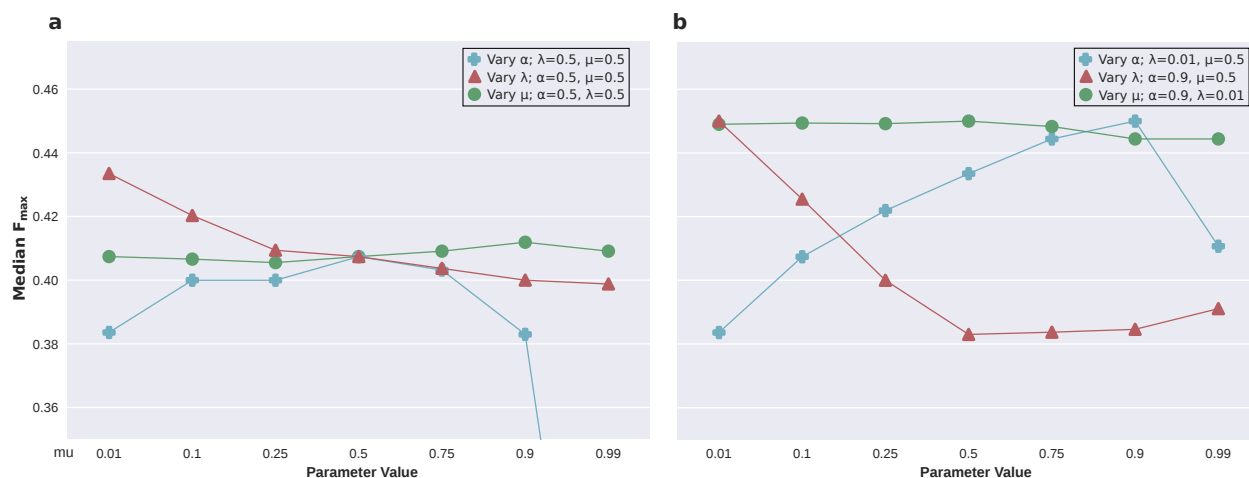 a
b
Vary α; λ=0.5, μ=0.5
Vary λ; α=0.5, μ=0.5
Vary μ; α=0.5, λ=0.5
Vary α; λ=0.01, μ=0.5
Vary λ; α=0.9, μ=0.5
Vary μ; α=0.9, λ=0.01
Median Fmax
0.46
0.44
0.42
0.40
0.38
0.36
mu
0.01 0.1 0.25 0.5 0.75 0.9 0.99
Parameter Value
0.01 0.1 0.25 0.5 0.75 0.9 0.99
Parameter Value